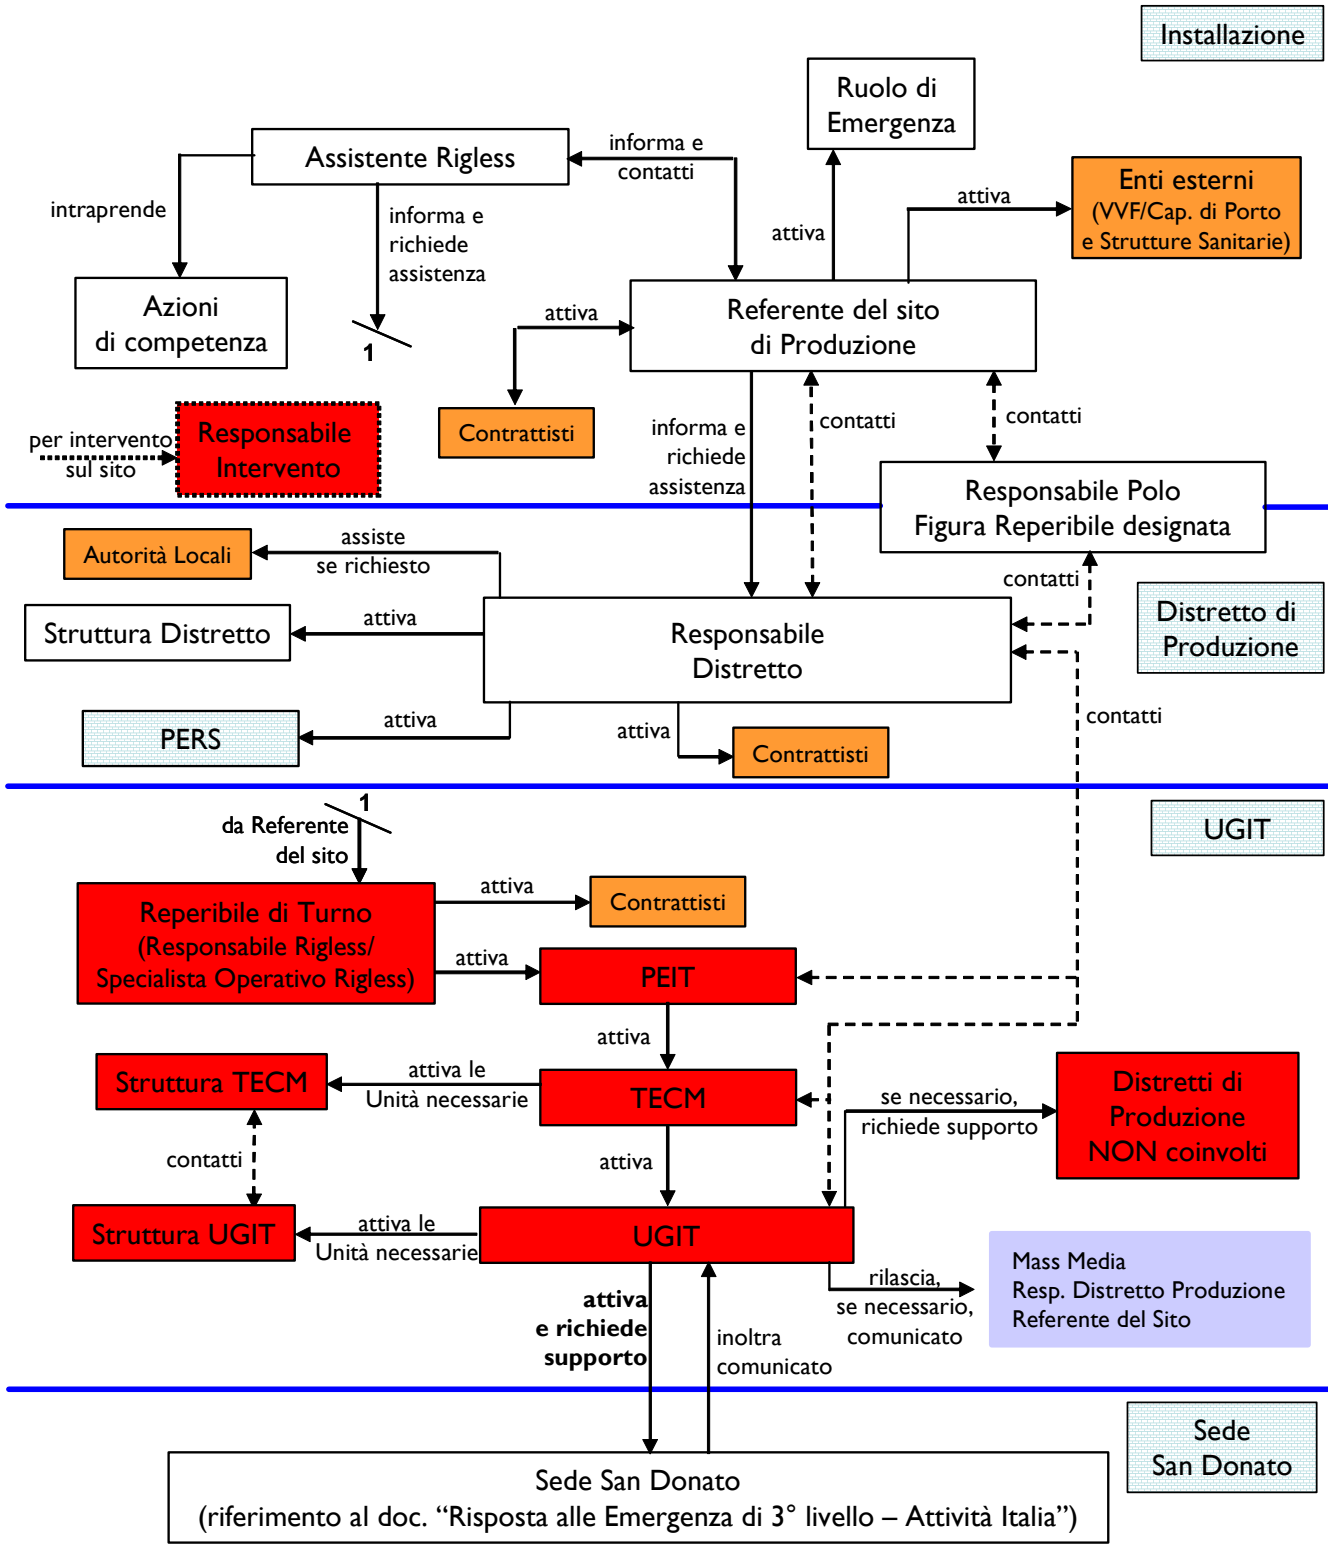 Installazione
Ruolo di
Emergenza
Assistente Rigless
informa e
contatti
Enti esterni
(VVF/Cap. di Porto
e Strutture Sanitarie)
attiva
intraprende
informa e
richiede
assistenza
attiva
Azioni
di competenza
1
attiva
Referente del sito
di Produzione
Contrattisti
contatti
contatti
informa e
richiede
assistenza
per intervento
sul sito
Responsabile
Intervento
Responsabile Polo
Figura Reperibile designata
Autorità Locali
assiste
se richiesto
contatti
Struttura Distretto
attiva
Responsabile
Distretto
Distretto di
Produzione
PERS
attiva
attiva
Contrattisti
contatti
1
da Referente
del sito
UGIT
Reperibile di Turno
(Responsabile Rigless/
Specialista Operativo Rigless)
attiva
Contrattisti
attiva
PEIT
attiva
Struttura TECM
attiva le
Unità necessarie
TECM
se necessario,
richiede supporto
Distretti di
Produzione
NON coinvolti
contatti
attiva
Struttura UGIT
attiva le
Unità necessarie
UGIT
rilascia,
se necessario,
comunicato
Mass Media
Resp. Distretto Produzione
Referente del Sito
attiva
e richiede
supporto
inoltra
comunicato
Sede
San Donato
Sede San Donato
(riferimento al doc. “Risposta alle Emergenza di 3° livello – Attività Italia”)